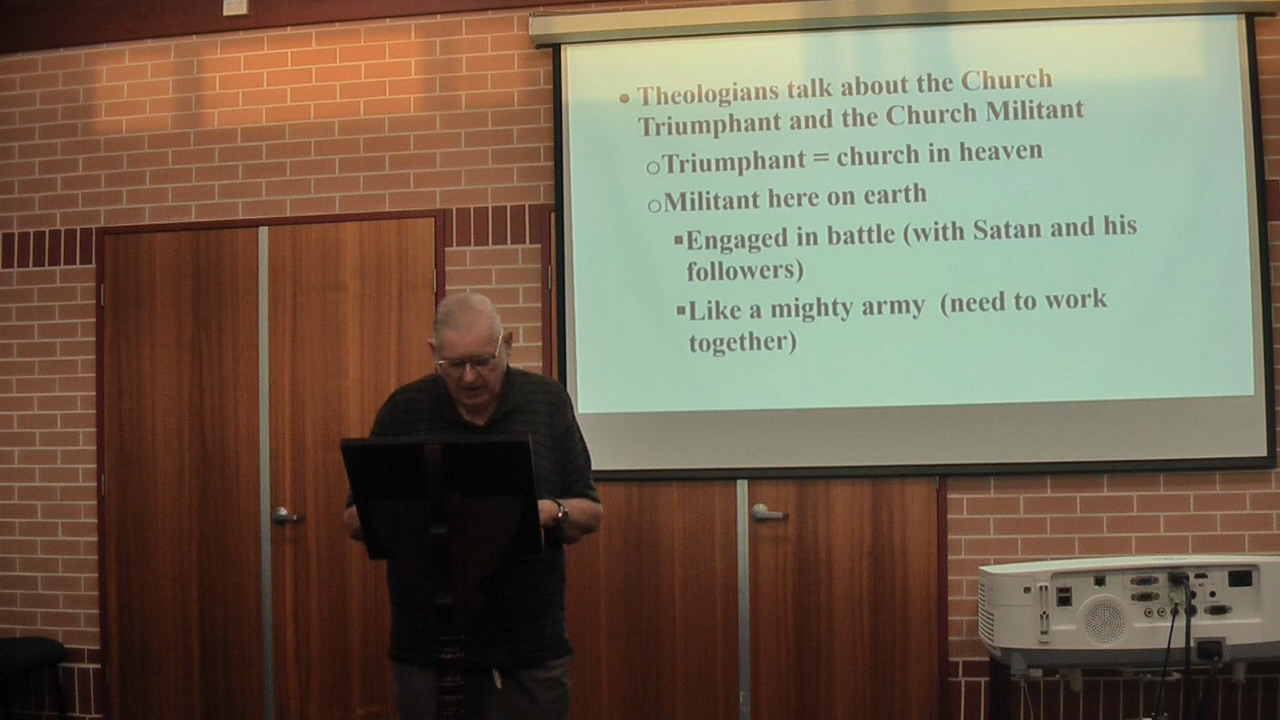 • Theologians talk about the Church
Triumphant and the Church Militant
○Triumphant = church in heaven
○Militant here on earth
▪Engaged in battle (with Satan and his
followers)
▪Like a mighty army (need to work
together)